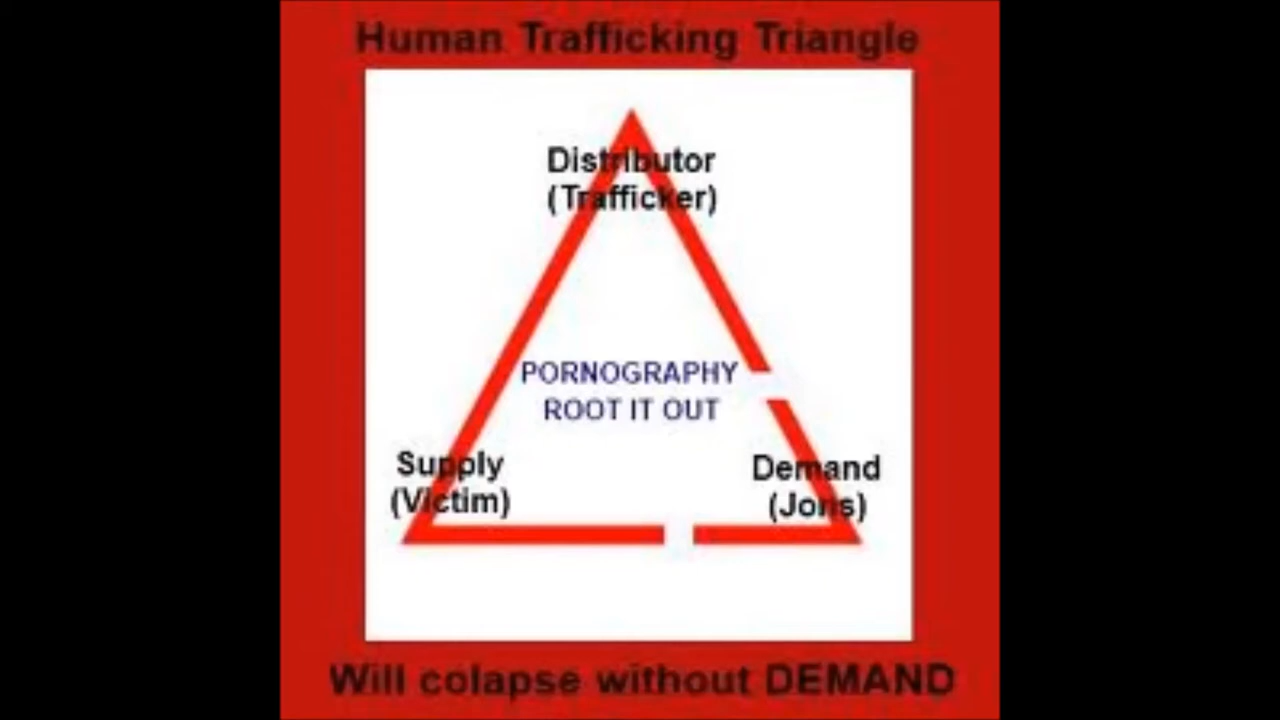 Human Trafficking Triangle
Distributor
(Trafficker)
PORNOGRAPHY
ROOT IT OUT
Supply
(Victim)
Demand
(Jons)
Will colapse without DEMAND